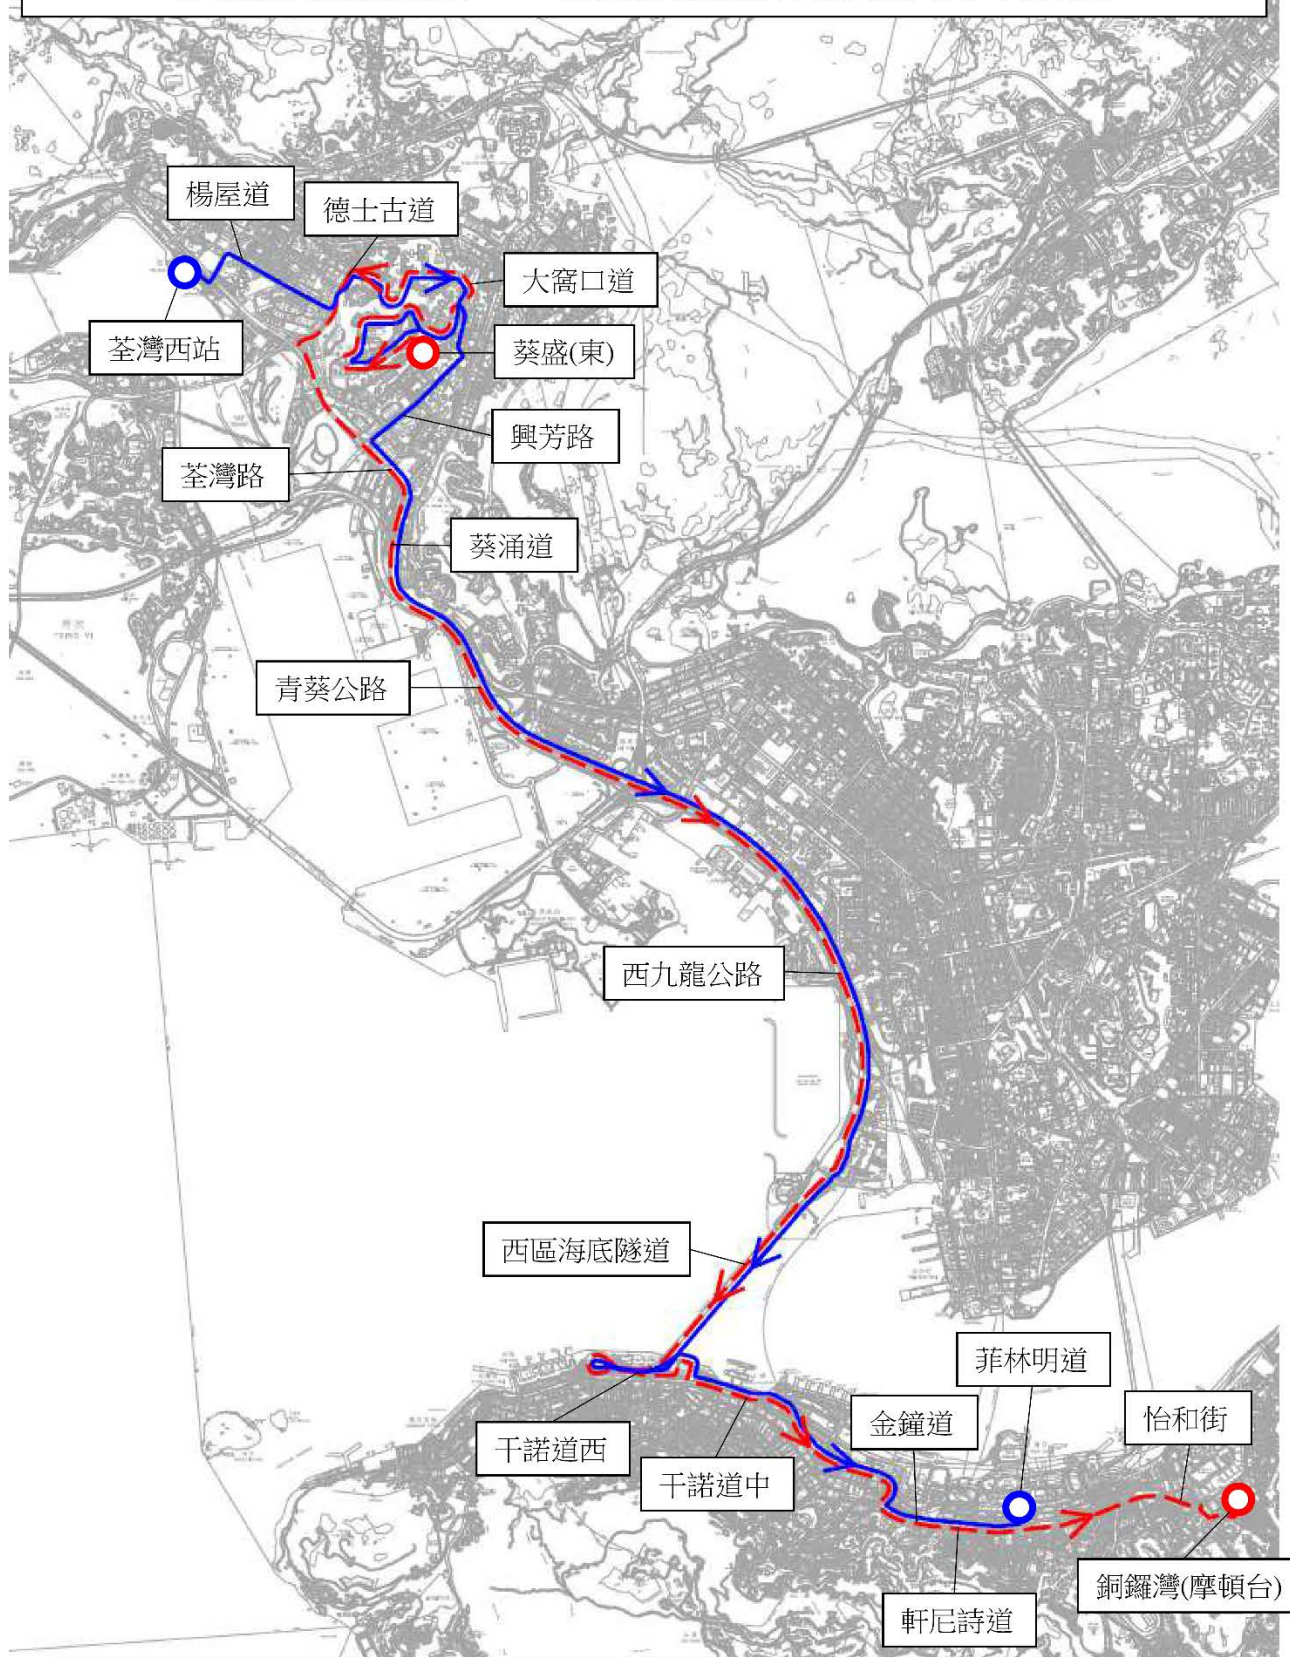 楊屋道
德士古道
大窩口道
荃灣西站
葵盛(東)
興芳路
荃灣路
葵涌道
青葵公路
西九龍公路
西區海底隧道
菲林明道
怡和街
金鐘道
干諾道西
干諾道中
銅鑼灣(摩頓台)
軒尼詩道